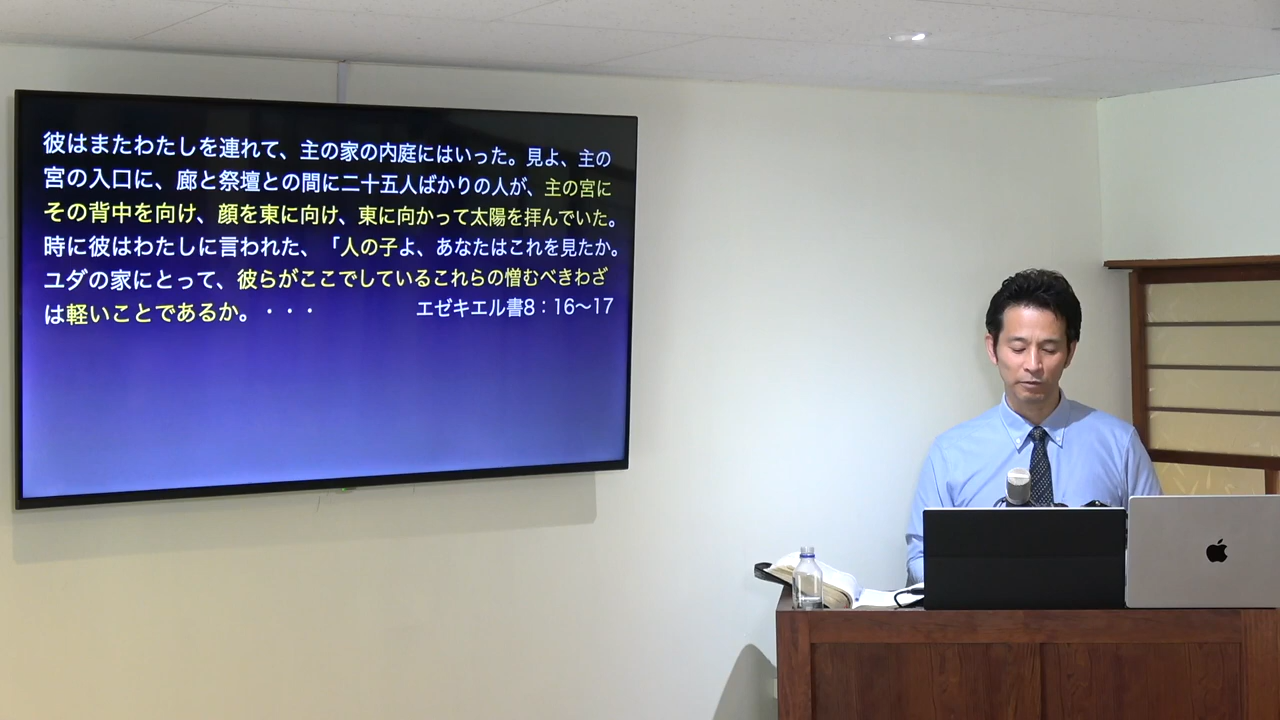 彼はまたわたしを連れて、主の家の内庭にはいった。見よ、主の
宮の入口に、廊と祭壇との間に二十五人ばかりの人が、主の宮に
その背中を向け、顔を東に向け、東に向かって太陽を拝んでいた。
時に彼はわたしに言われた、「人の子よ、あなたはこれを見たか。
ユダの家にとって、彼らがここでしているこれらの憎むべきわざ
は軽いことであるか。・・・ エゼキエル書8：16〜17